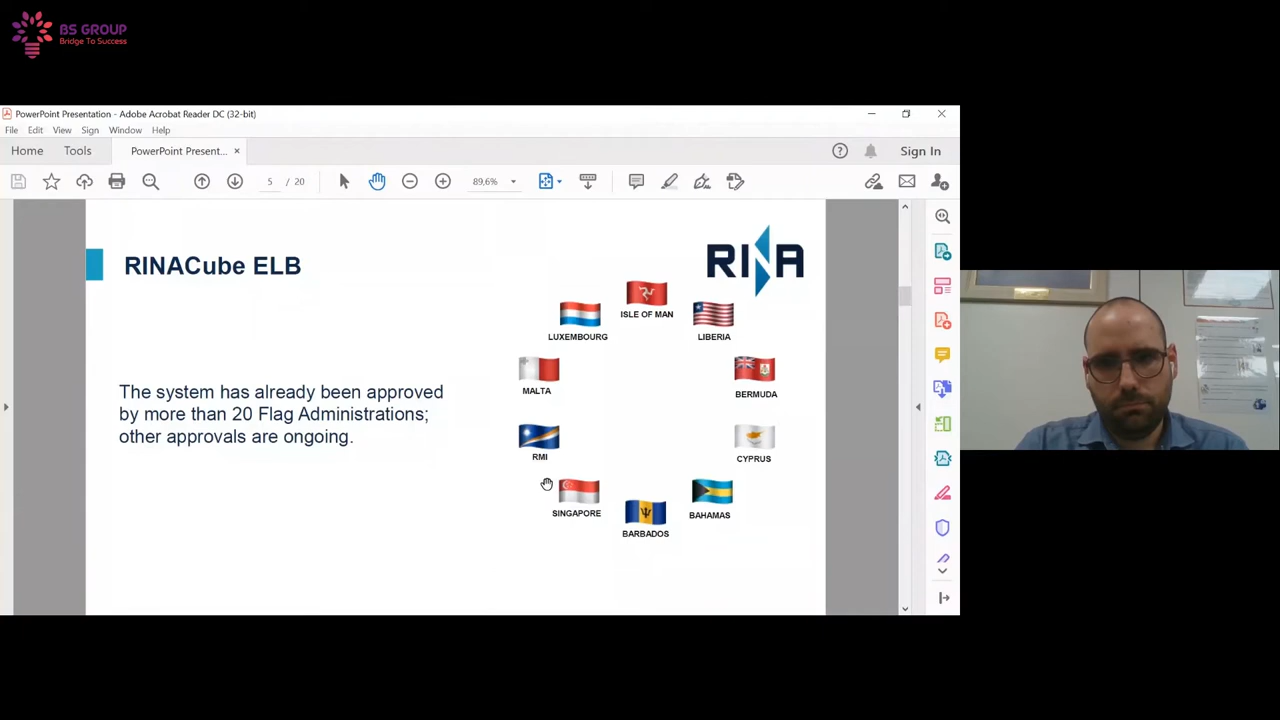 BS GROUP
Bridge To Success
PowerPoint Presentation - Adobe Acrobat Reader DC (32-bit)
File Edit View Sign Window Help
Home Tools PowerPoint Present... × Sign In
5 / 20 89,6%
RINACube ELB
RINA
ISLE OF MAN
LUXEMBOURG
LIBERIA
MALTA
BERMUDA
The system has already been approved
by more than 20 Flag Administrations;
other approvals are ongoing.
RMI
CYPRUS
SINGAPORE
BAHAMAS
BARBADOS